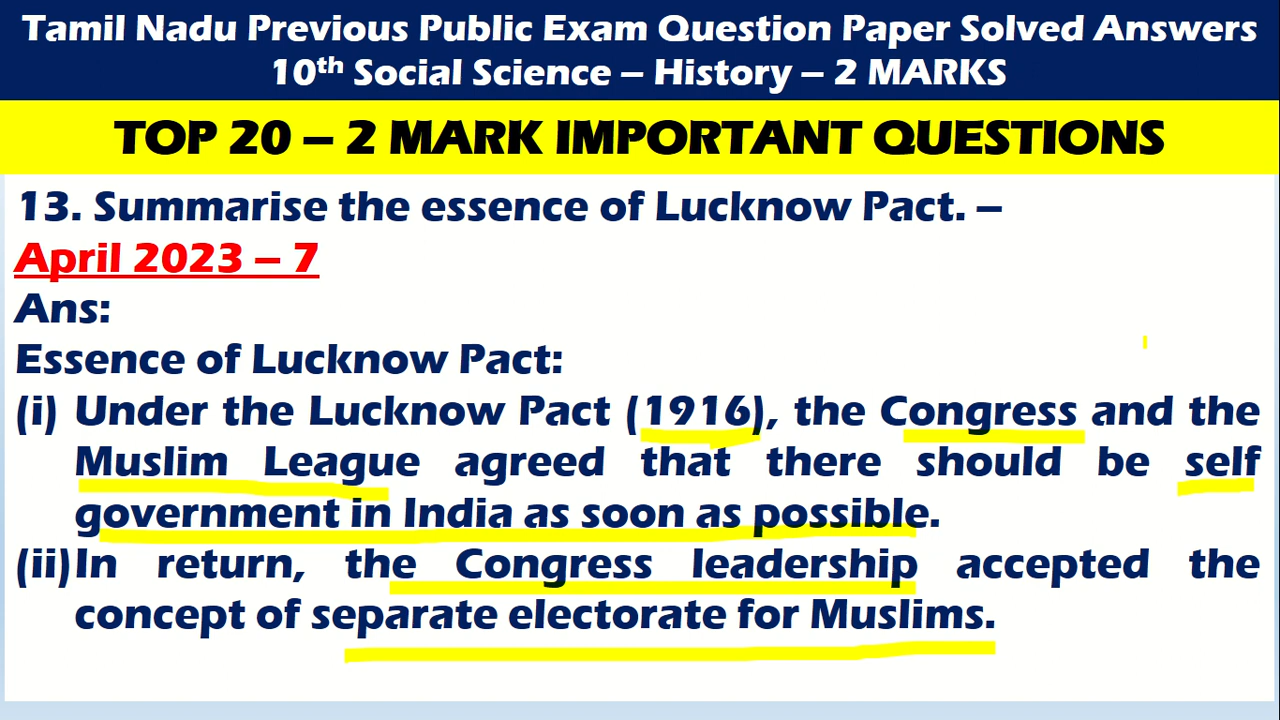 Tamil Nadu Previous Public Exam Question Paper Solved Answers
10th Social Science – History – 2 MARKS
TOP 20 – 2 MARK IMPORTANT QUESTIONS
13. Summarise the essence of Lucknow Pact. –
April 2023 – 7
Ans:
Essence of Lucknow Pact:
(i) Under the Lucknow Pact (1916), the Congress and the
Muslim League agreed that there should be self
government in India as soon as possible.
(ii) In return, the Congress leadership accepted the
concept of separate electorate for Muslims.